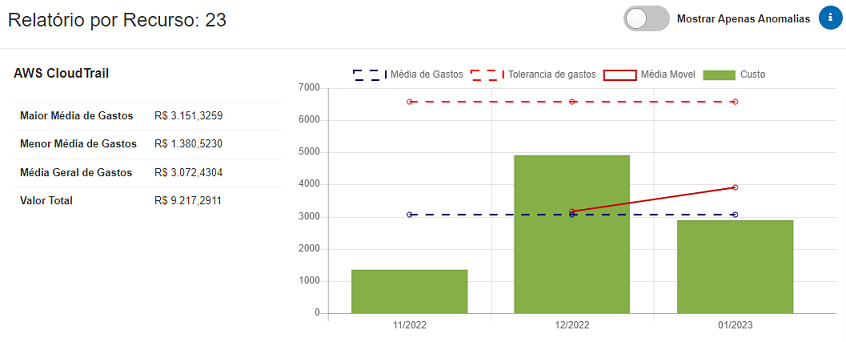 Relatório por Recurso: 23
Mostrar Apenas Anomalias
i
AWS CloudTrail
Maior Média de Gastos R$ 3.151,3259
Menor Média de Gastos R$ 1.380,5230
Média Geral de Gastos R$ 3.072,4304
Valor Total R$ 9.217,2911
Média de Gastos Tolerancia de gastos Média Movel Custo
7000
6000
5000
4000
3000
2000
1000
0
11/2022 12/2022 01/2023